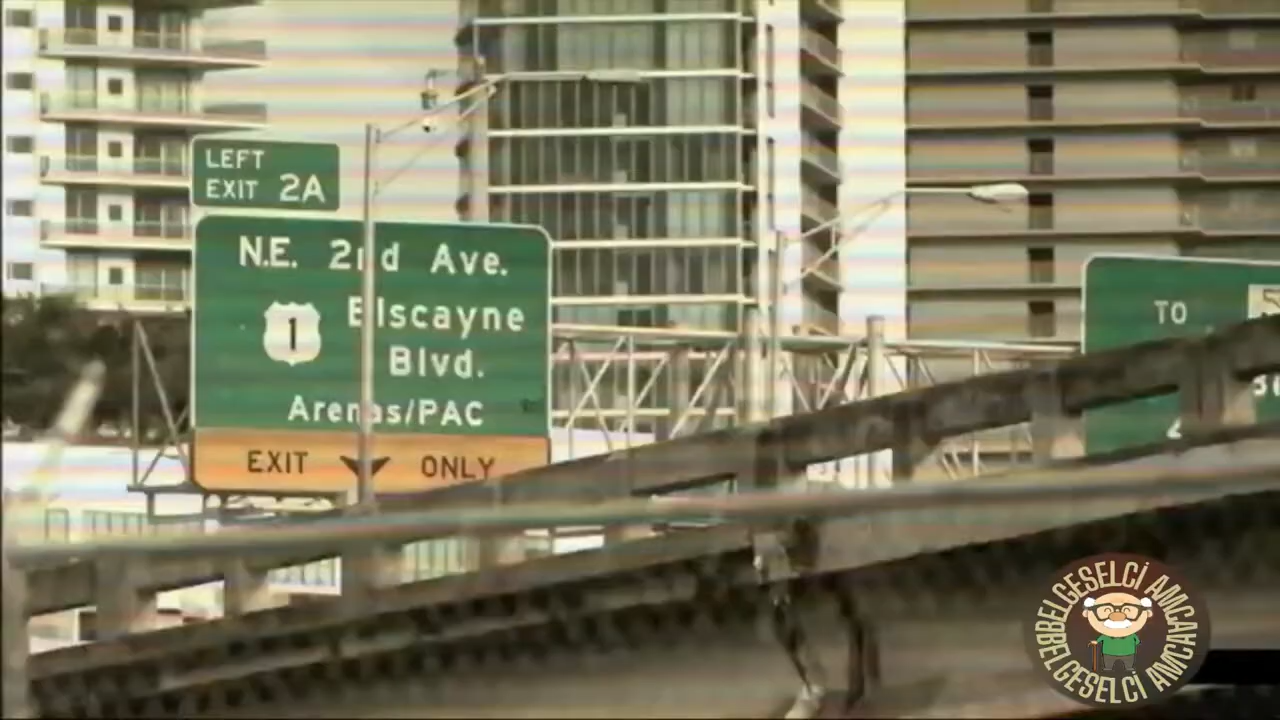 LEFT
EXIT 2A
N.E. 2nd Ave.
1
Biscayne
Blvd.
Arenas/PAC
EXIT ONLY
TO
BELGESELCİ AMCA
BELGESELCİ AMCA